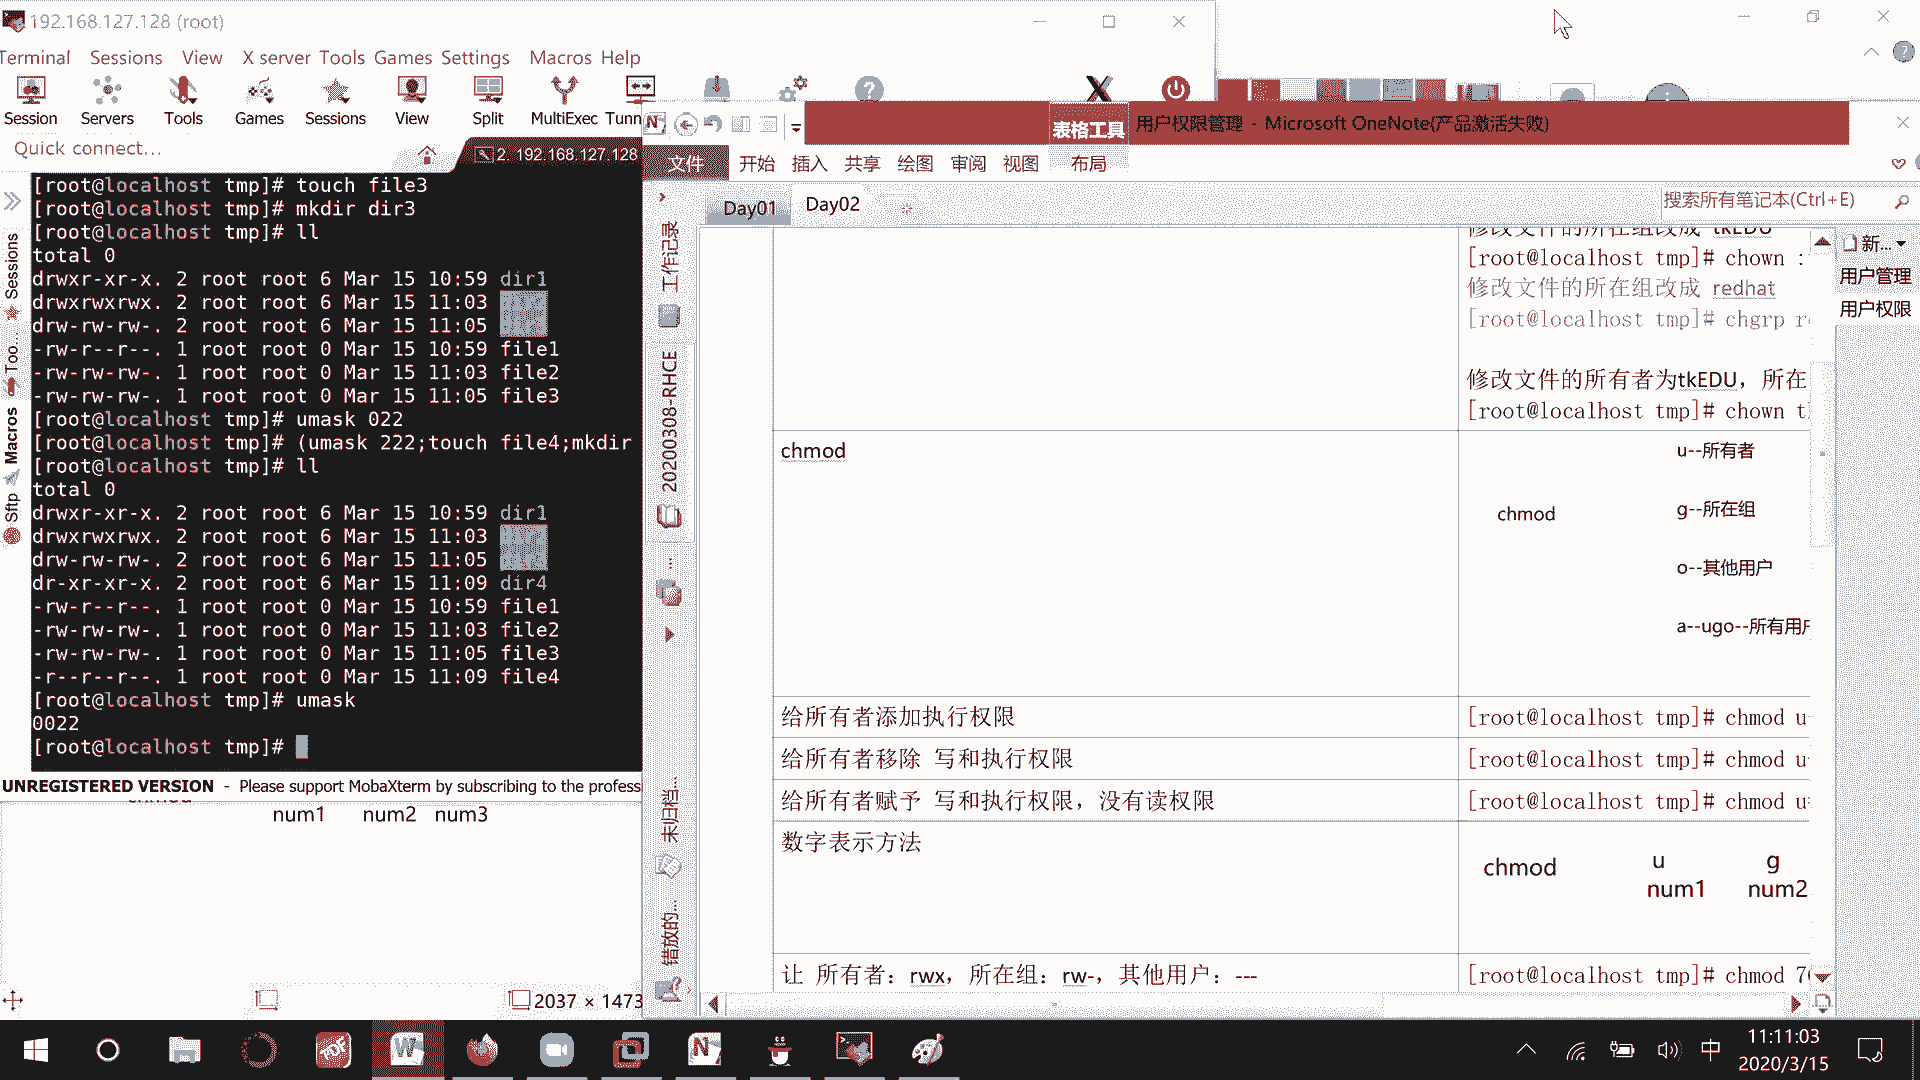 192.168.127.128 (root)
Terminal Sessions View X server Tools Games Settings Macros Help
Session Servers Tools Games Sessions View Split MultiExec Tunn
Quick connect...
2. 192.168.127.128
[root@localhost tmp]# touch file3
[root@localhost tmp]# mkdir dir3
[root@localhost tmp]# ll
total 0
drwxr-xr-x. 2 root root 6 Mar 15 10:59 dir1
drwxrwxrwx. 2 root root 6 Mar 15 11:03
drw-rw-rw-. 2 root root 6 Mar 15 11:05
-rw-r--r--. 1 root root 0 Mar 15 10:59 file1
-rw-rw-rw-. 1 root root 0 Mar 15 11:03 file2
-rw-rw-rw-. 1 root root 0 Mar 15 11:05 file3
[root@localhost tmp]# umask 022
[root@localhost tmp]# (umask 222;touch file4;mkdir
[root@localhost tmp]# ll
total 0
drwxr-xr-x. 2 root root 6 Mar 15 10:59 dir1
drwxrwxrwx. 2 root root 6 Mar 15 11:03
drw-rw-rw-. 2 root root 6 Mar 15 11:05
dr-xr-xr-x. 2 root root 6 Mar 15 11:09 dir4
-rw-r--r--. 1 root root 0 Mar 15 10:59 file1
-rw-rw-rw-. 1 root root 0 Mar 15 11:03 file2
-rw-rw-rw-. 1 root root 0 Mar 15 11:05 file3
-r--r--r--. 1 root root 0 Mar 15 11:09 file4
[root@localhost tmp]# umask
0022
[root@localhost tmp]#
Sessions
Too...
Macros
Sftp
UNREGISTERED VERSION - Please support MobaXterm by subscribing to the profess
num1 num2 num3
2037 × 1473
表格工具
用户权限管理 - Microsoft OneNote(产品激活失败)
文件 开始 插入 共享 绘图 审阅 视图 布局
Day01 Day02
搜索所有笔记本(Ctrl+E)
新...
用户管理
用户权限
工作记录
20200308-RHCE
...
未归档...
错放的...
修改文件的所在组改成 tkEDU
[root@localhost tmp]# chown :
修改文件的所在组改成 redhat
[root@localhost tmp]# chgrp r
修改文件的所有者为tkEDU，所在
[root@localhost tmp]# chown t
chmod
chmod
u--所有者
g--所在组
o--其他用户
a--ugo--所有用户
给所有者添加执行权限 [root@localhost tmp]# chmod u
给所有者移除 写和执行权限 [root@localhost tmp]# chmod u
给所有者赋予 写和执行权限，没有读权限 [root@localhost tmp]# chmod u
数字表示方法
chmod u g
num1 num2
让 所有者：rwx，所在组：rw-，其他用户：--- [root@localhost tmp]# chmod 7
中
11:11:03
2020/3/15